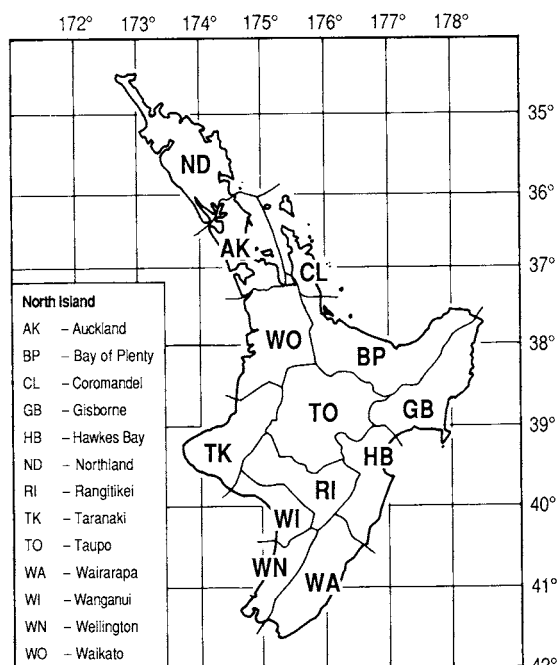 172° 173° 174° 175° 176° 177° 178°
35°
ND
36°
AK
CL
37°
North Island
AK – Auckland
BP – Bay of Plenty
CL – Coromandel
GB – Gisborne
HB – Hawkes Bay
ND – Northland
RI – Rangitikei
TK – Taranaki
TO – Taupo
WA – Wairarapa
WI – Wanganui
WN – Wellington
WO – Waikato
WO
BP
38°
TO
GB
39°
TK
HB
RI
40°
WI
WN
WA
41°
42°